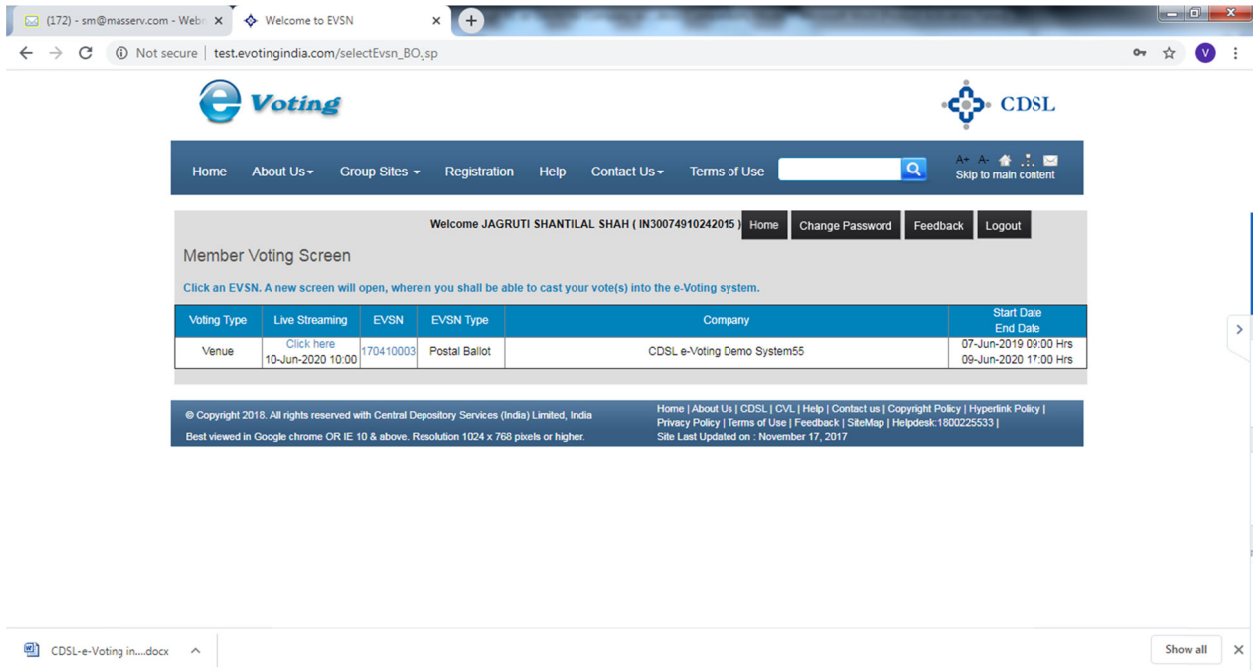 (172) - sm@masserv.com - Webn
Welcome to EVSN
Not secure | test.evotingindia.com/selectEvsn_BO.sp
V
e Voting
CDSL
Home About Us Group Sites Registration Help Contact Us Terms of Use
A+ A-
Skip to main content
Welcome JAGRUTI SHANTILAL SHAH ( IN30074910242015 ) Home Change Password Feedback Logout
Member Voting Screen
Click an EVSN. A new screen will open, wherein you shall be able to cast your vote(s) into the e-Voting system.
Voting Type Live Streaming EVSN EVSN Type Company Start Date
End Date
Venue Click here 170410003 Postal Ballot CDSL e-Voting Demo System55 07-Jun-2019 09:00 Hrs
10-Jun-2020 10:00 09-Jun-2020 17:00 Hrs
© Copyright 2018. All rights reserved with Central Depository Services (India) Limited, India
Best viewed in Google chrome OR IE 10 & above. Resolution 1024 x 768 pixels or higher.
Home | About Us | CDSL | CVL | Help | Contact us | Copyright Policy | Hyperlink Policy |
Privacy Policy | Terms of Use | Feedback | SiteMap | Helpdesk:1800225533 |
Site Last Updated on : November 17, 2017
CDSL-e-Voting in....docx
Show all